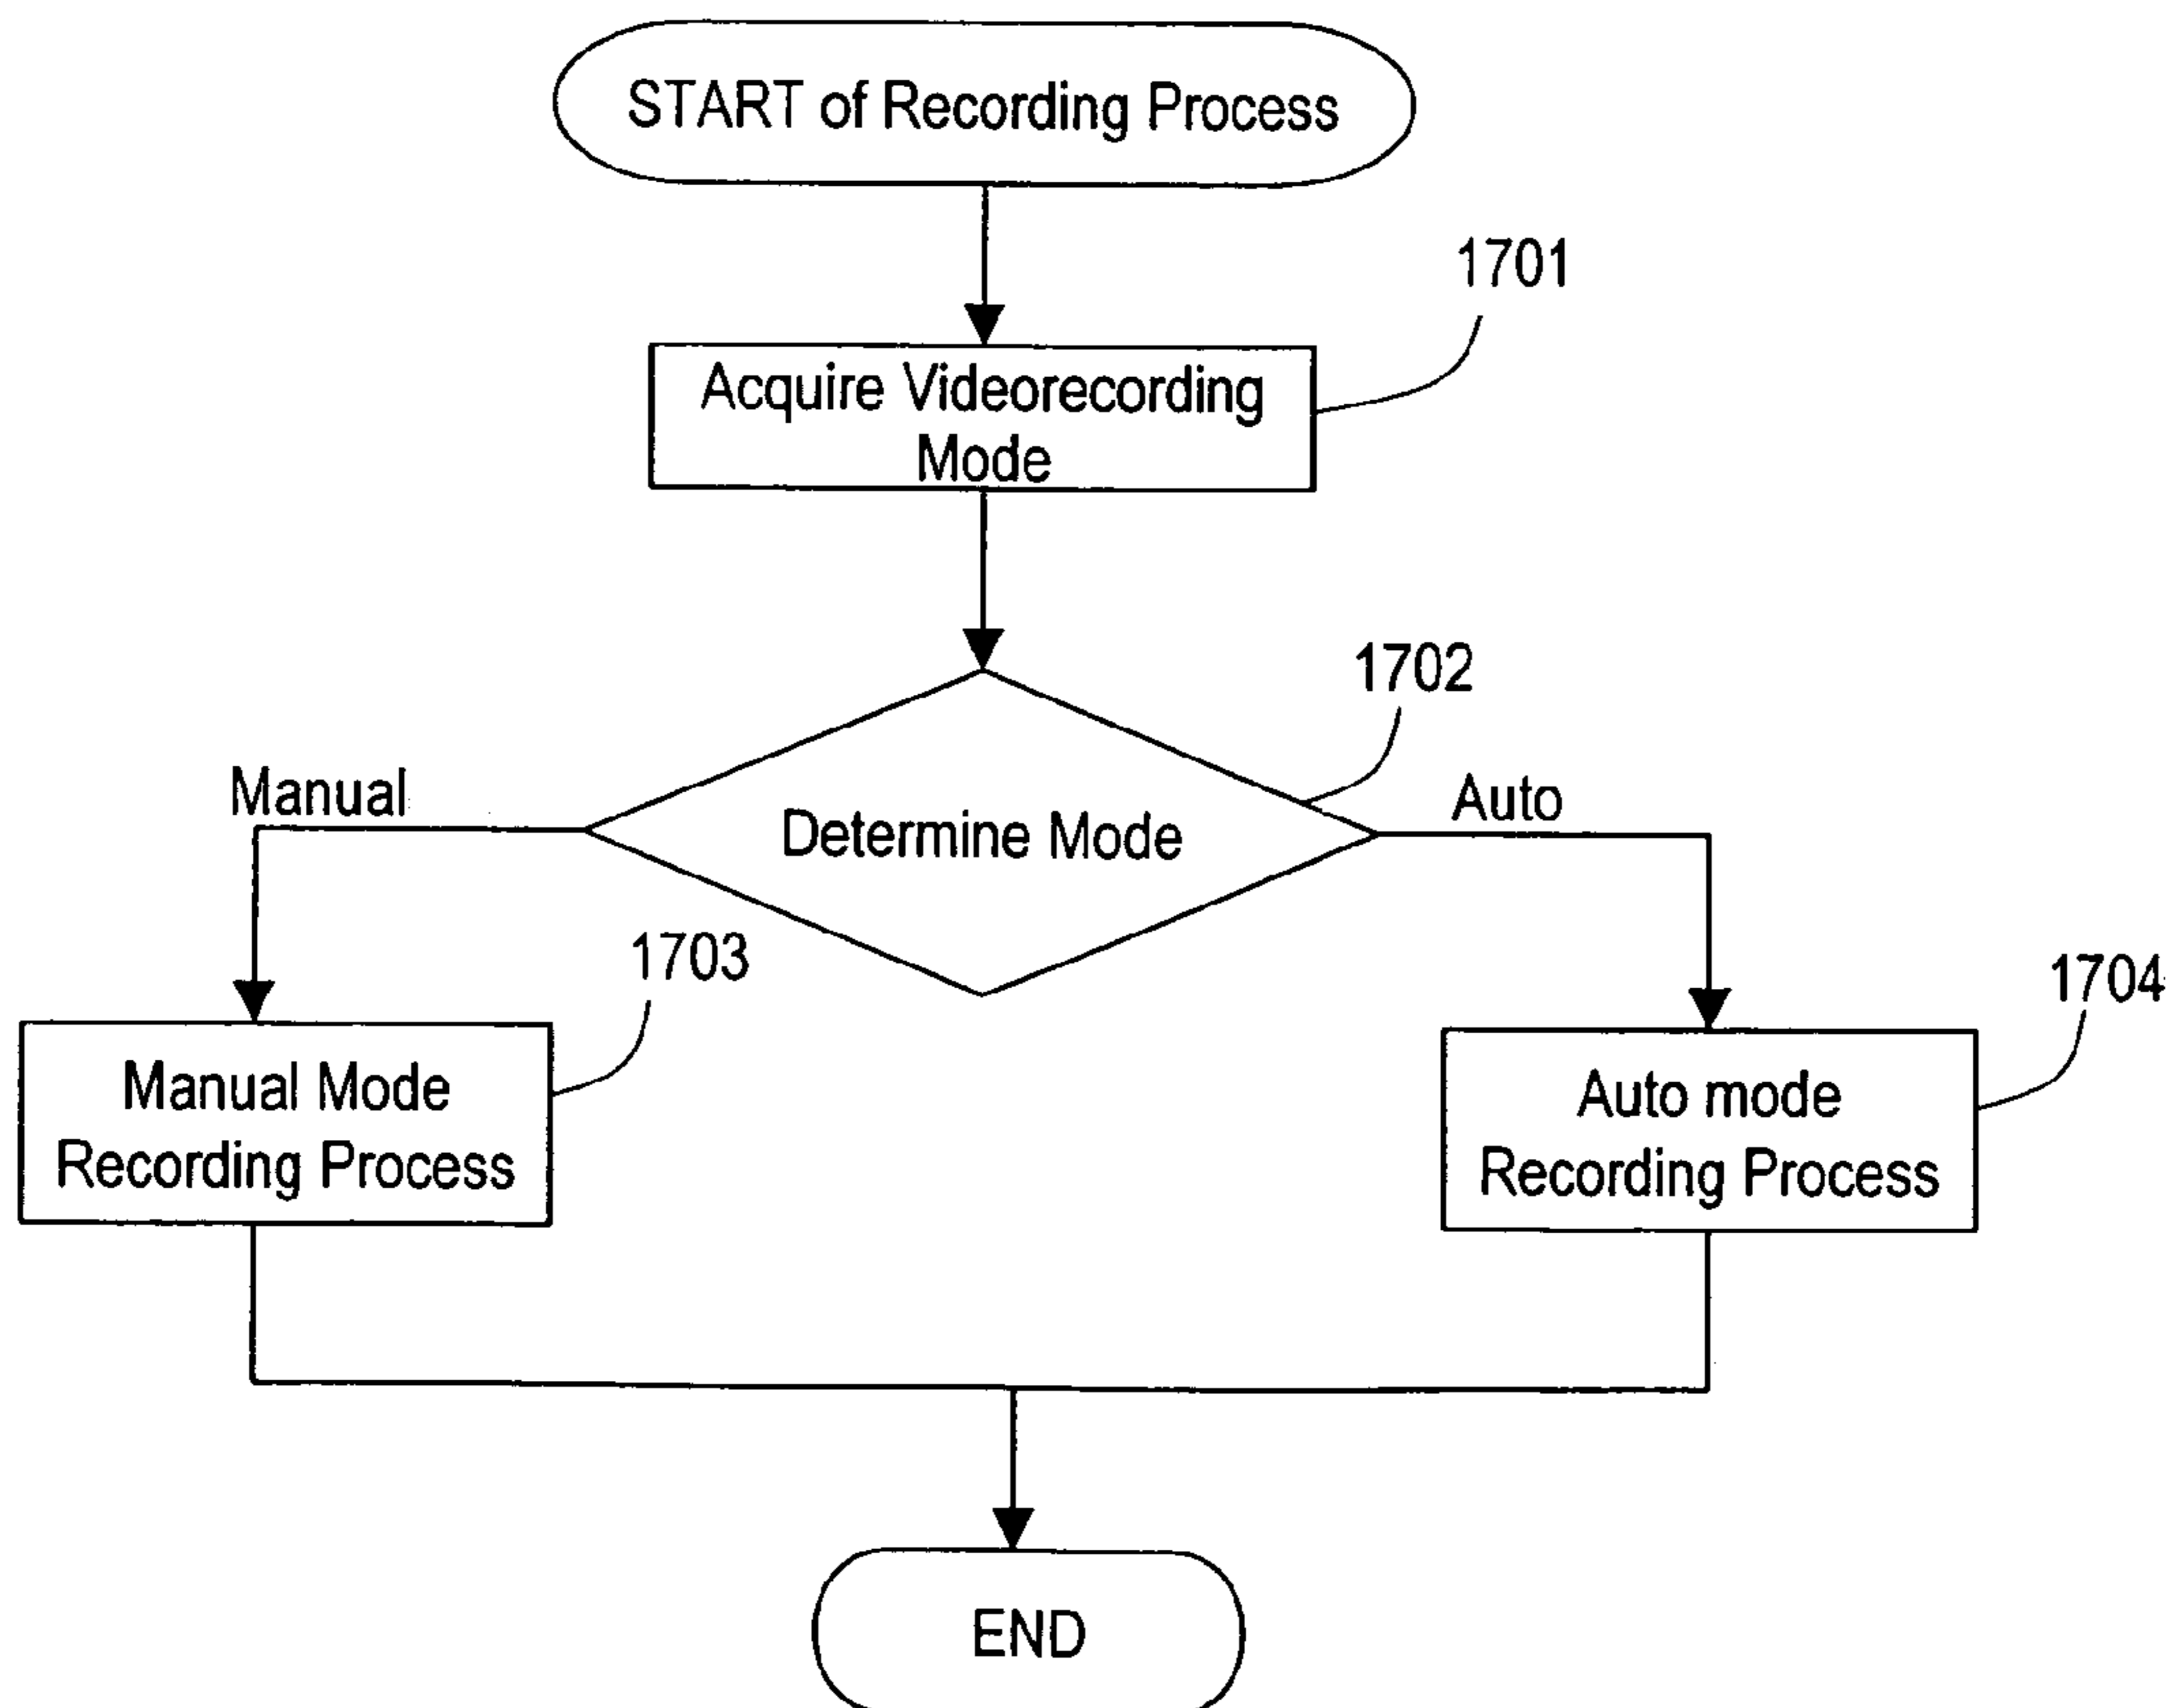 START of Recording Process
1701
Acquire Videorecording
Mode
1702
Manual
Auto
Determine Mode
1703
1704
Manual Mode
Recording Process
Auto mode
Recording Process
END